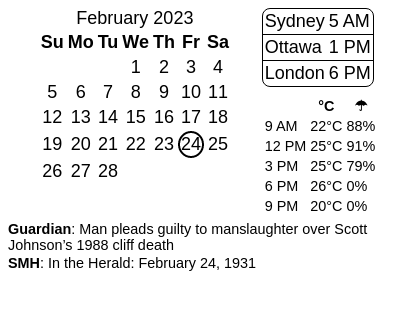 February 2023
Su Mo Tu We Th Fr Sa
1 2 3 4
5 6 7 8 9 10 11
12 13 14 15 16 17 18
19 20 21 22 23 24 25
26 27 28
Sydney 5 AM
Ottawa 1 PM
London 6 PM
°C ☂
9 AM 22°C 88%
12 PM 25°C 91%
3 PM 25°C 79%
6 PM 26°C 0%
9 PM 20°C 0%
Guardian: Man pleads guilty to manslaughter over Scott
Johnson's 1988 cliff death
SMH: In the Herald: February 24, 1931